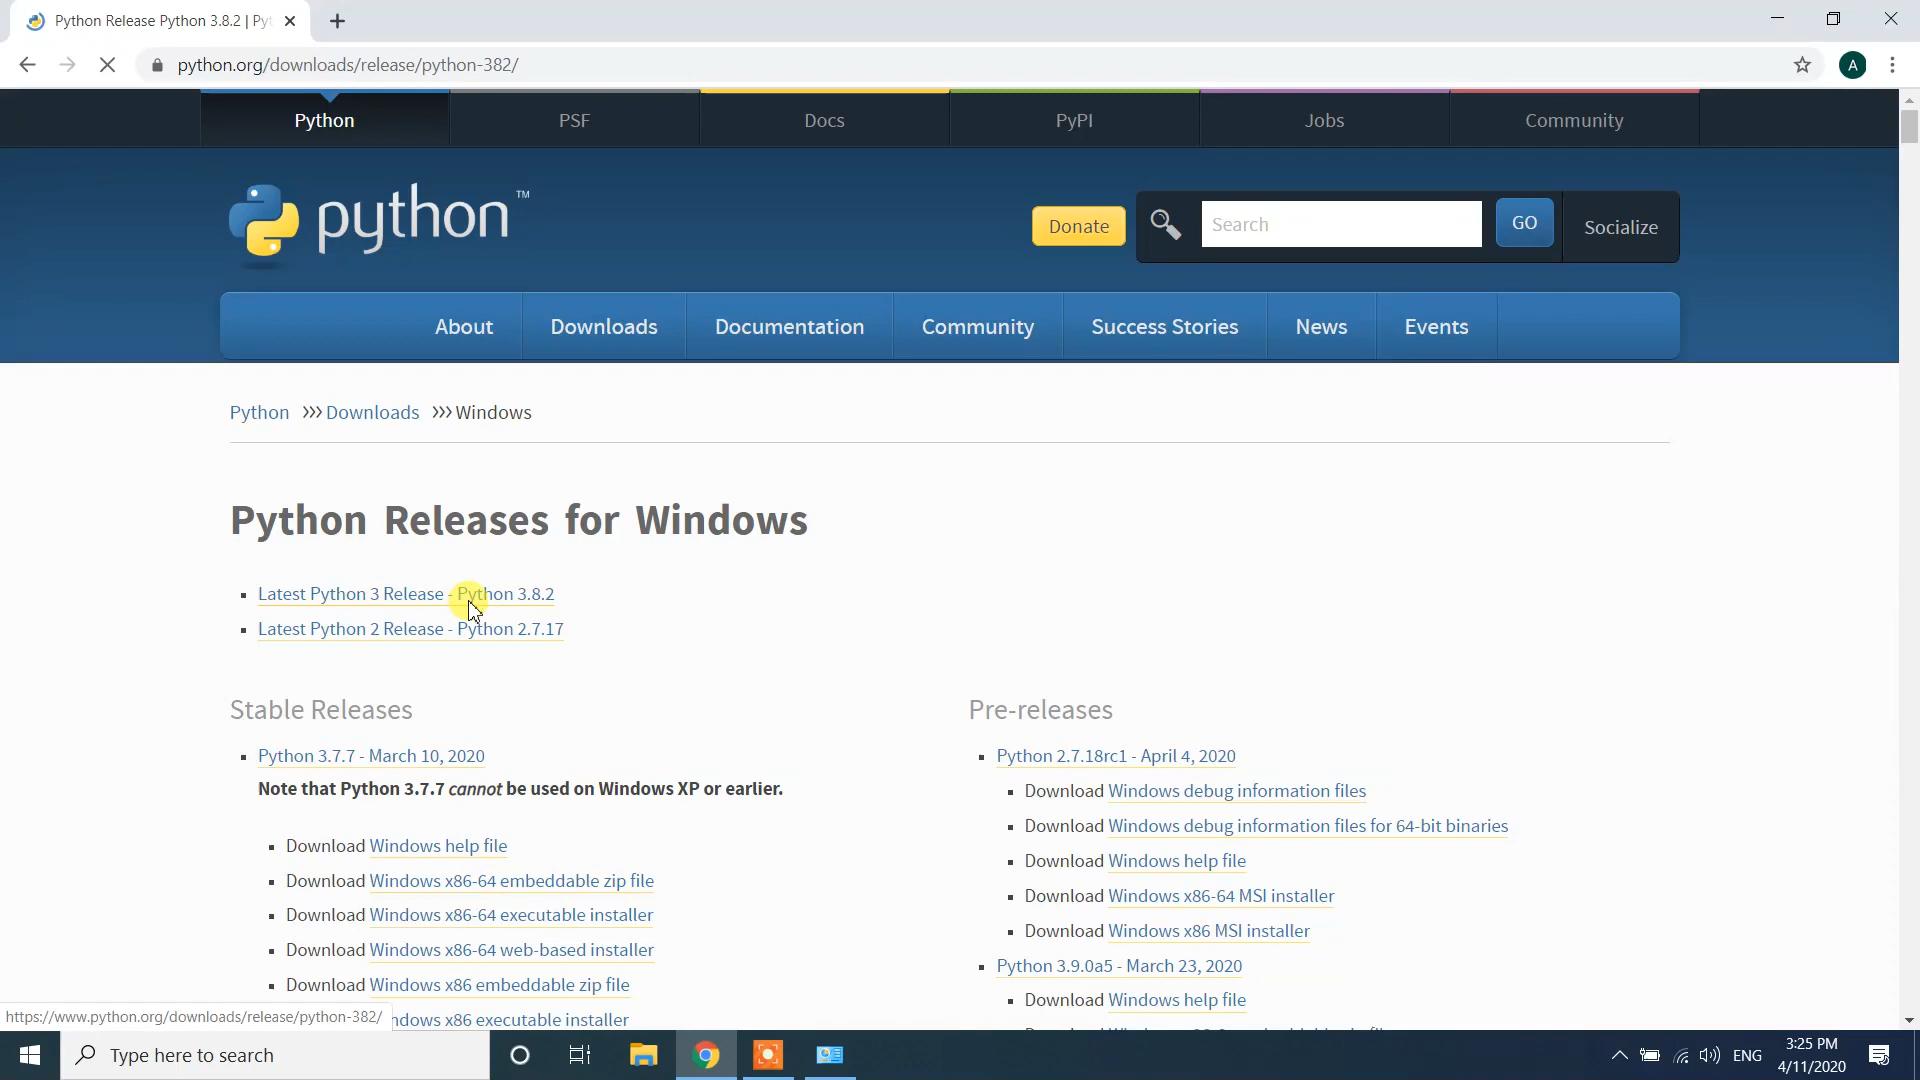 Python Release Python 3.8.2 | Pyt
python.org/downloads/release/python-382/
A
Python
PSF
Docs
PyPI
Jobs
Community
python™
Donate
Search
GO
Socialize
About
Downloads
Documentation
Community
Success Stories
News
Events
Python >>> Downloads >>> Windows
Python Releases for Windows
Latest Python 3 Release - Python 3.8.2
Latest Python 2 Release - Python 2.7.17
Stable Releases
Python 3.7.7 - March 10, 2020
Note that Python 3.7.7 cannot be used on Windows XP or earlier.
Download Windows help file
Download Windows x86-64 embeddable zip file
Download Windows x86-64 executable installer
Download Windows x86-64 web-based installer
Download Windows x86 embeddable zip file
ndows x86 executable installer
Pre-releases
Python 2.7.18rc1 - April 4, 2020
Download Windows debug information files
Download Windows debug information files for 64-bit binaries
Download Windows help file
Download Windows x86-64 MSI installer
Download Windows x86 MSI installer
Python 3.9.0a5 - March 23, 2020
Download Windows help file
https://www.python.org/downloads/release/python-382/
Type here to search
ENG
3:25 PM
4/11/2020